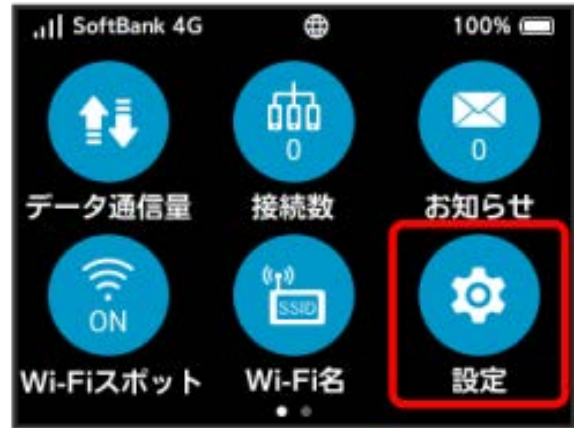 SoftBank 4G 100%
0 0
データ通信量 接続数 お知らせ
ON SSID
Wi-Fiスポット Wi-Fi名 設定